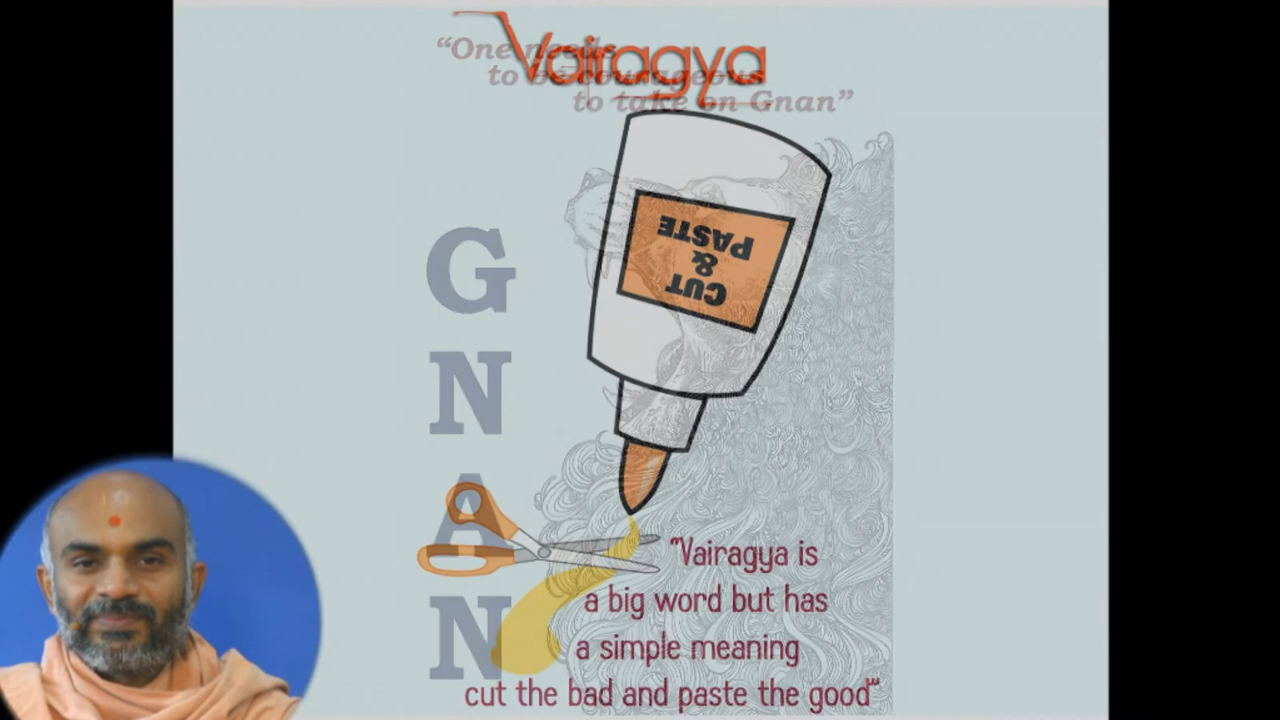 Vairagya
“One needs
to be courageous
to take on Gnan”
CUT
&
PASTE
G
N
A
N
“Vairagya is
a big word but has
a simple meaning
cut the bad and paste the good“